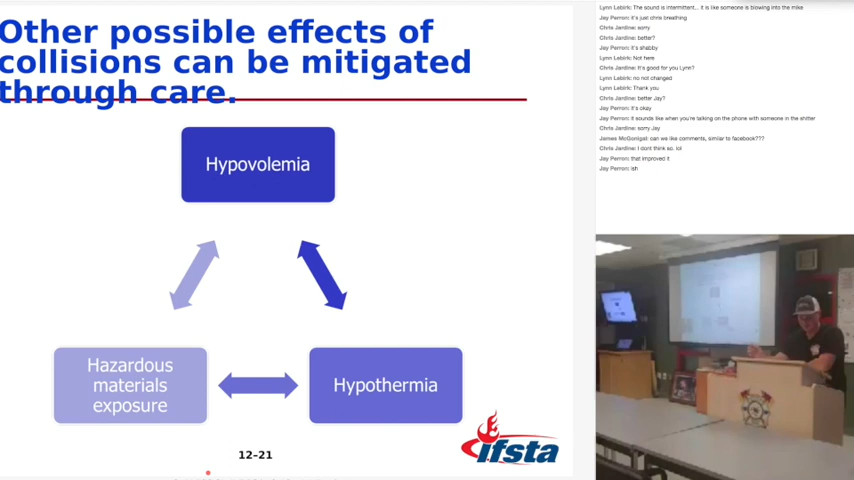 Other possible effects of
collisions can be mitigated
through care.
Hypovolemia
Hazardous
materials
exposure
Hypothermia
12–21
ifsta
Lynn Labirk: The sound is intermittent... it is like someone is blowing into the mike
Jay Perron: it's just chris breathing
Chris Jardine: sorry
Chris Jardine: better?
Jay Perron: it's shabby
Lynn Labirk: Not here
Chris Jardine: it's good for you Lynn?
Lynn Labirk: no not changed
Lynn Labirk: Thank you
Chris Jardine: better Jay?
Jay Perron: it's okay
Jay Perron: it sounds like when you're talking on the phone with someone in the shitter
Chris Jardine: sorry Jay
James McGonigal: can we like comments, similar to facebook???
Chris Jardine: I dont think so. lol
Jay Perron: that improved it
Jay Perron: ish